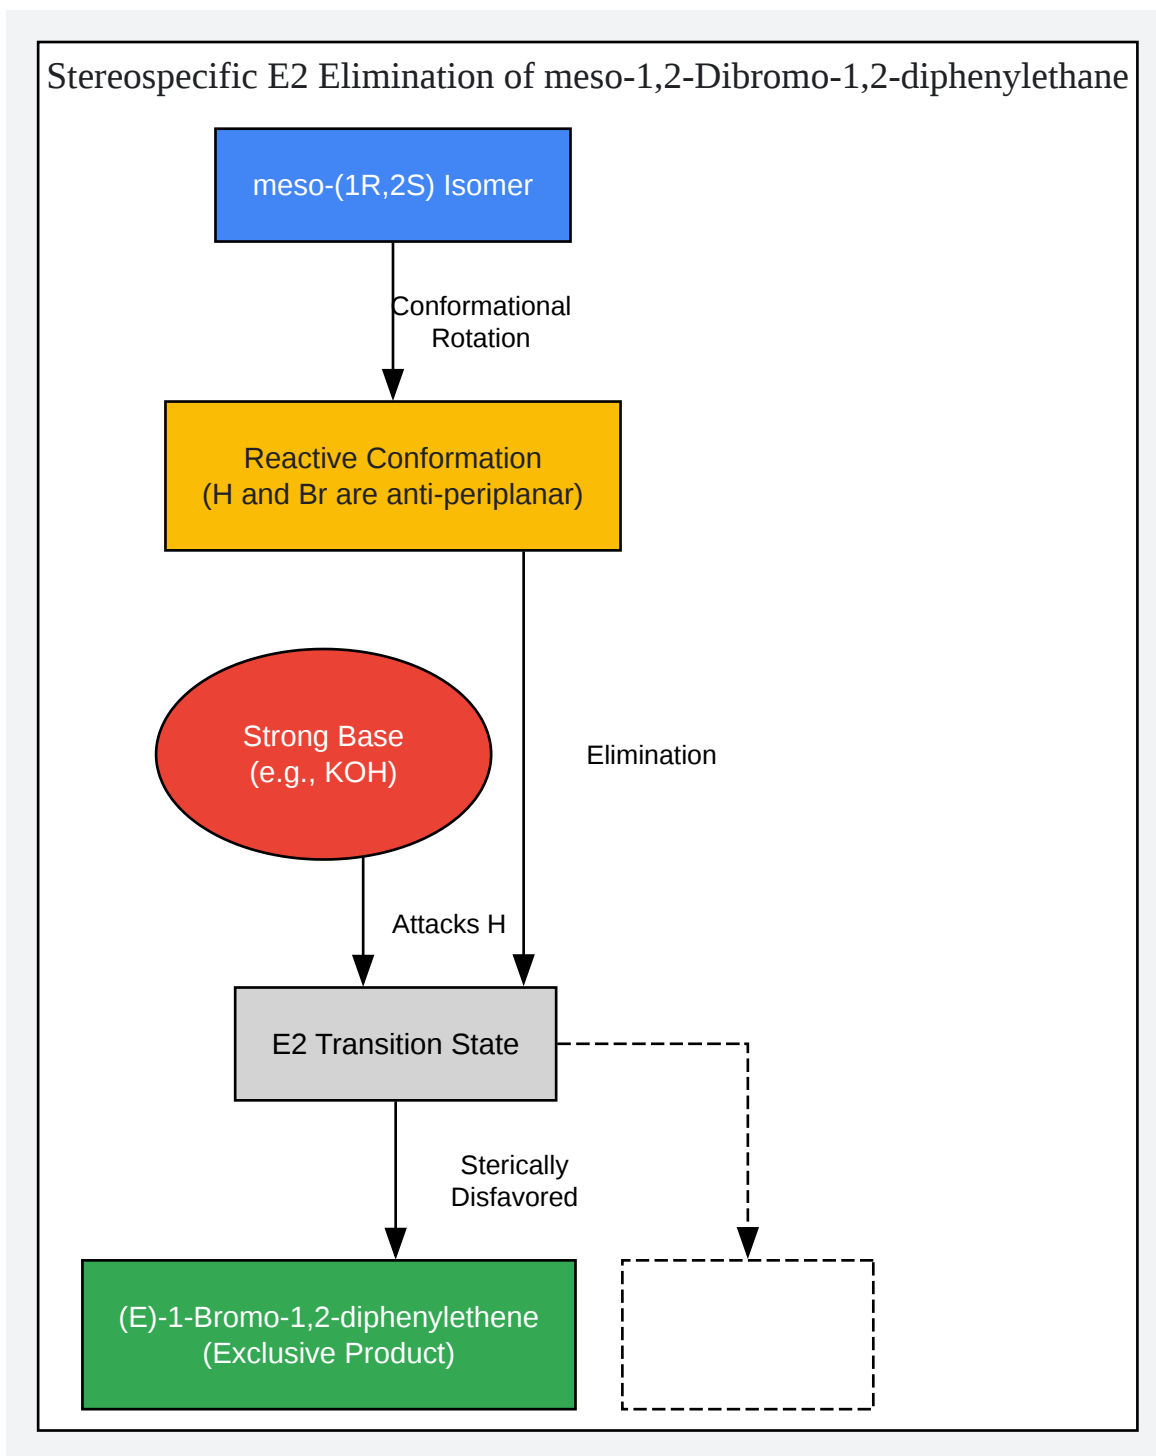 Stereospecific E2 Elimination of meso-1,2-Dibromo-1,2-diphenylethane
meso-(1R,2S) Isomer
Conformational
Rotation
Reactive Conformation
(H and Br are anti-periplanar)
Strong Base
(e.g., KOH)
Elimination
Attacks H
E2 Transition State
Sterically
Disfavored
(E)-1-Bromo-1,2-diphenylethene
(Exclusive Product)